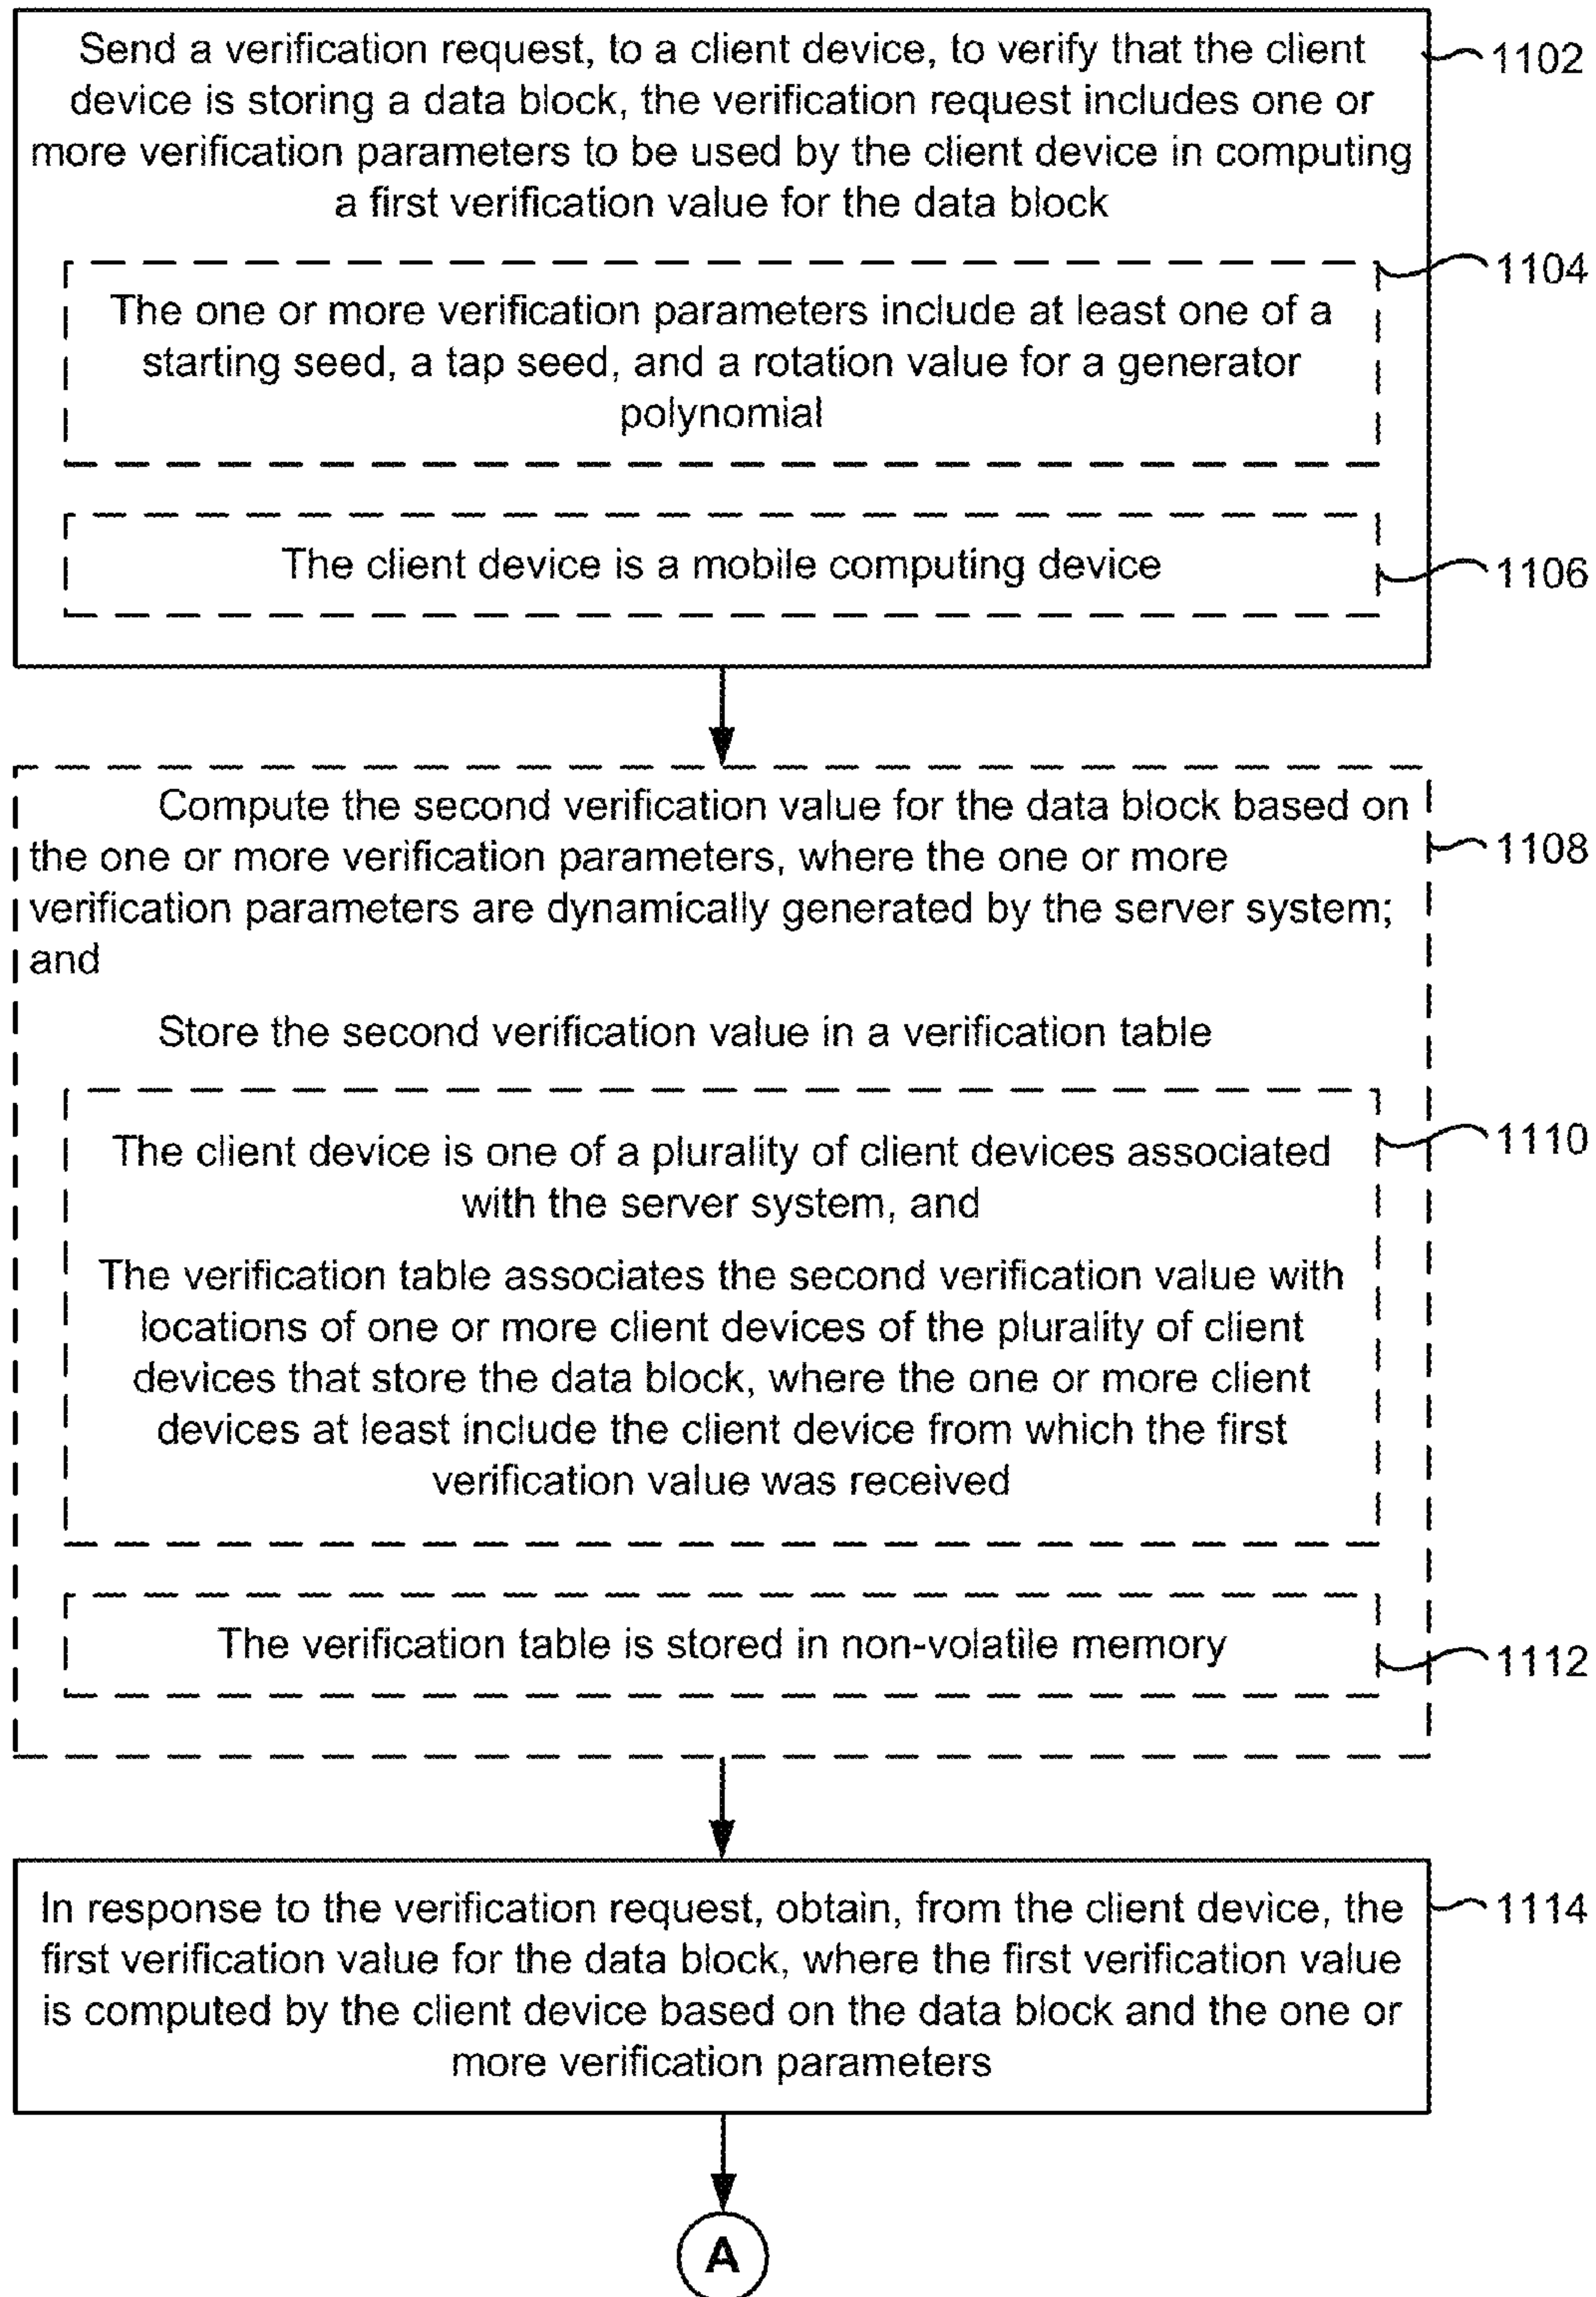 Send a verification request, to a client device, to verify that the client
1102
device is storing a data block, the verification request includes one or
more verification parameters to be used by the client device in computing
a first verification value for the data block
1104
The one or more verification parameters include at least one of a
starting seed, a tap seed, and a rotation value for a generator
polynomial
The client device is a mobile computing device
1106
Compute the second verification value for the data block based on
the one or more verification parameters, where the one or more
1108
verification parameters are dynamically generated by the server system;
and
Store the second verification value in a verification table
The client device is one of a plurality of client devices associated
1110
with the server system, and
The verification table associates the second verification value with
locations of one or more client devices of the plurality of client
devices that store the data block, where the one or more client
devices at least include the client device from which the first
verification value was received
The verification table is stored in non-volatile memory
1112
In response to the verification request, obtain, from the client device, the
1114
first verification value for the data block, where the first verification value
is computed by the client device based on the data block and the one or
more verification parameters
A